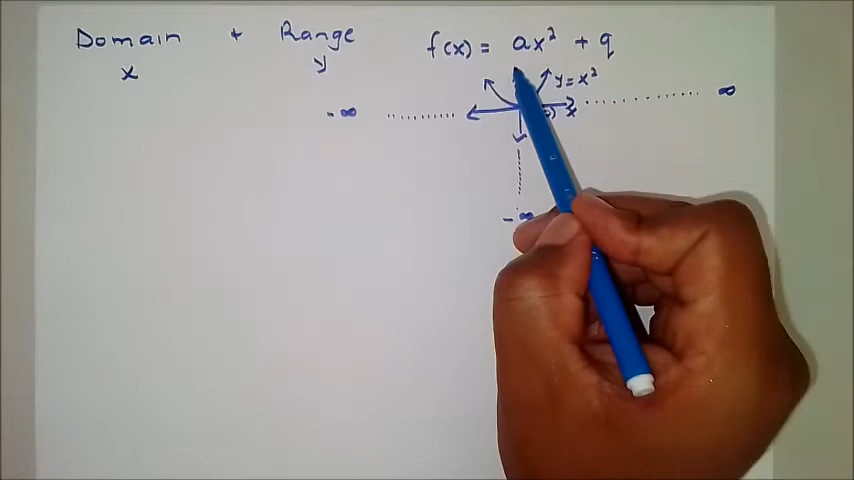 Domain + Range f(x) = ax² + q
x y
y = x²
-∞ x ∞
-∞